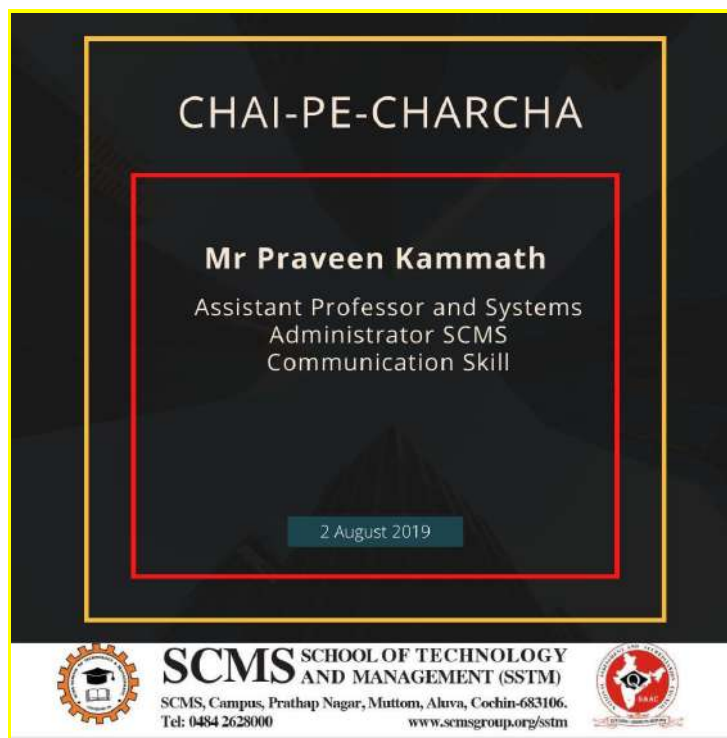 CHAI-PE-CHARCHA
Mr Praveen Kammath
Assistant Professor and Systems
Administrator SCMS
Communication Skill
2 August 2019
SCMS SCHOOL OF TECHNOLOGY
AND MANAGEMENT (SSTM)
SCMS, Campus, Prathap Nagar, Muttom, Aluva, Cochin-683106.
Tel: 0484 2628000 www.scmsgroup.org/sstm